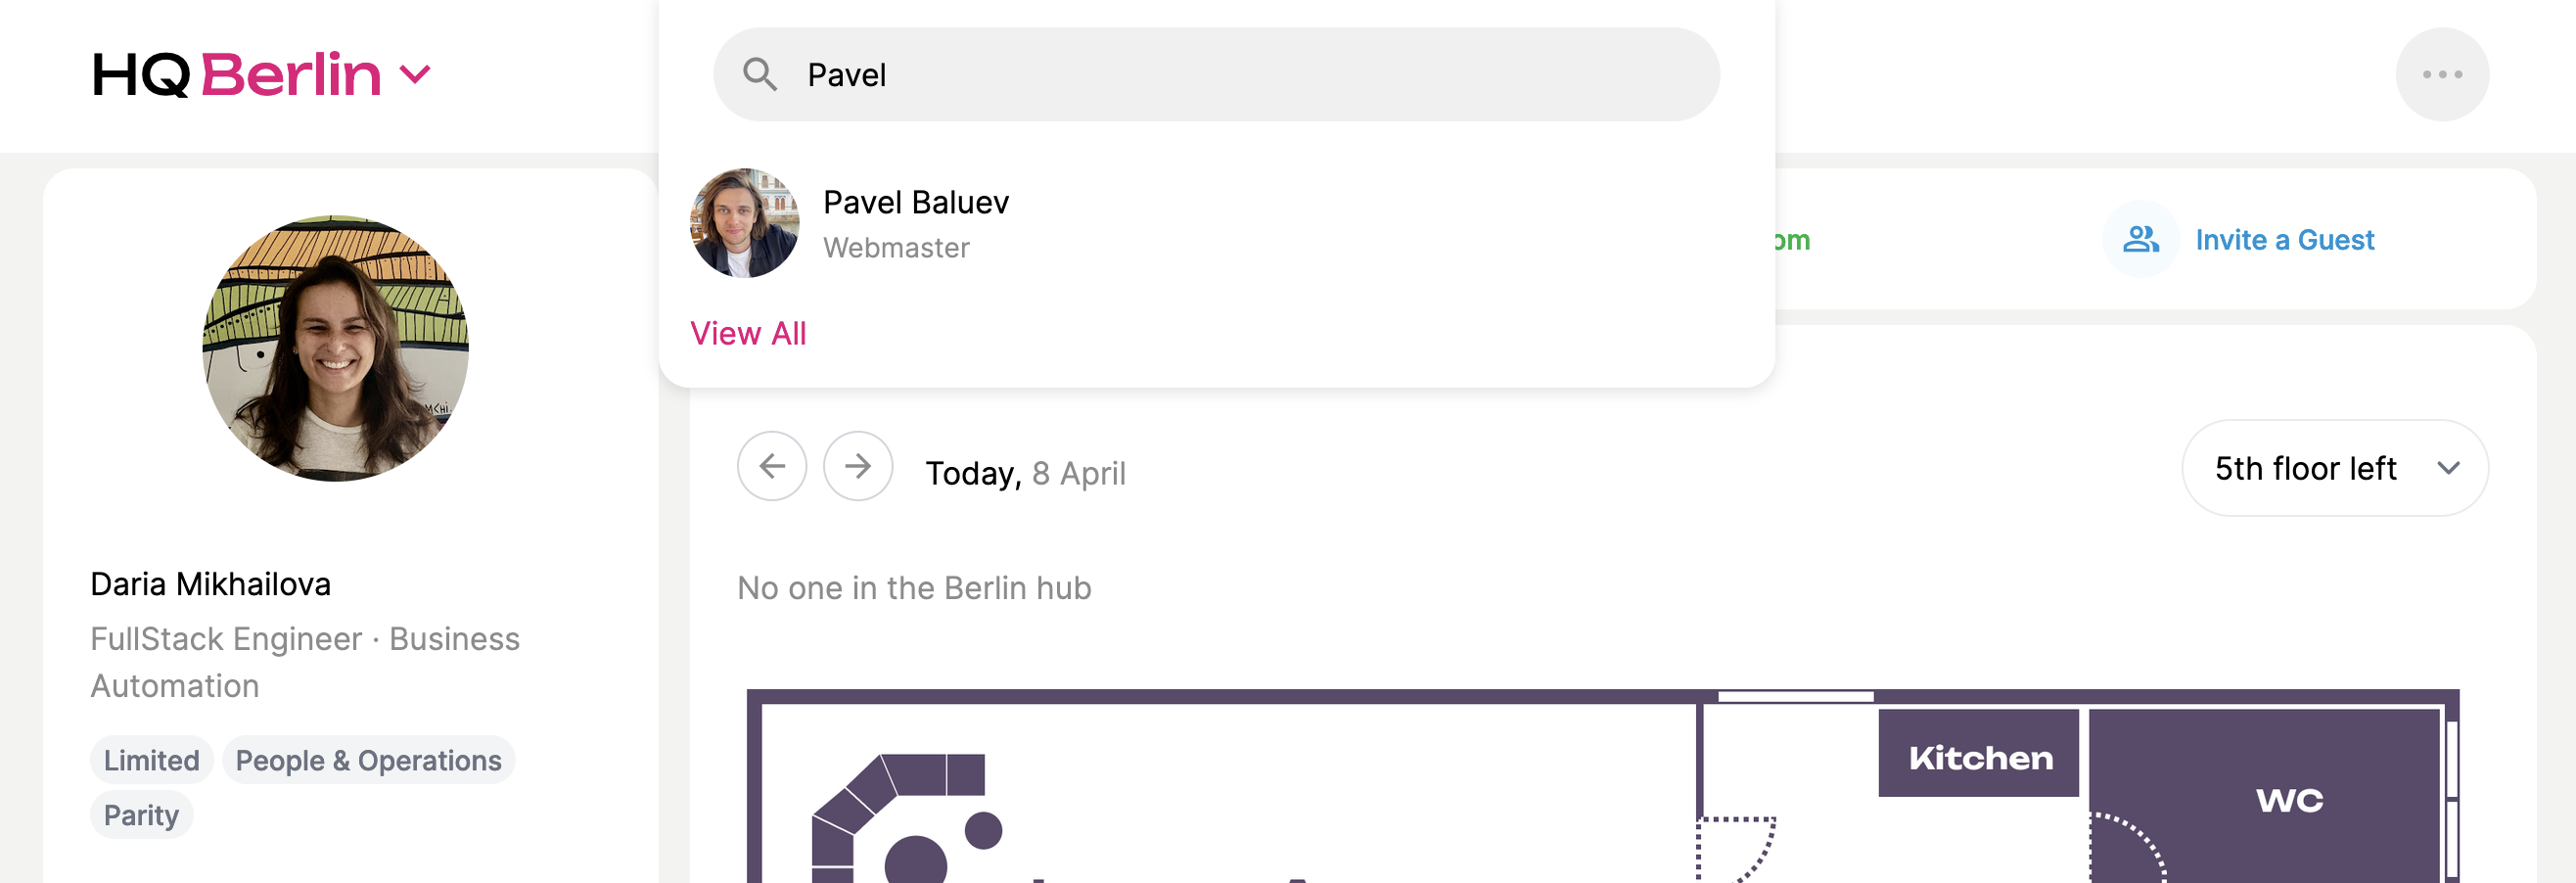 HQ Berlin
Pavel
Pavel Baluev
Webmaster
View All
Invite a Guest
Daria Mikhailova
FullStack Engineer · Business
Automation
Limited
People & Operations
Parity
Today, 8 April
5th floor left
No one in the Berlin hub
Kitchen
WC